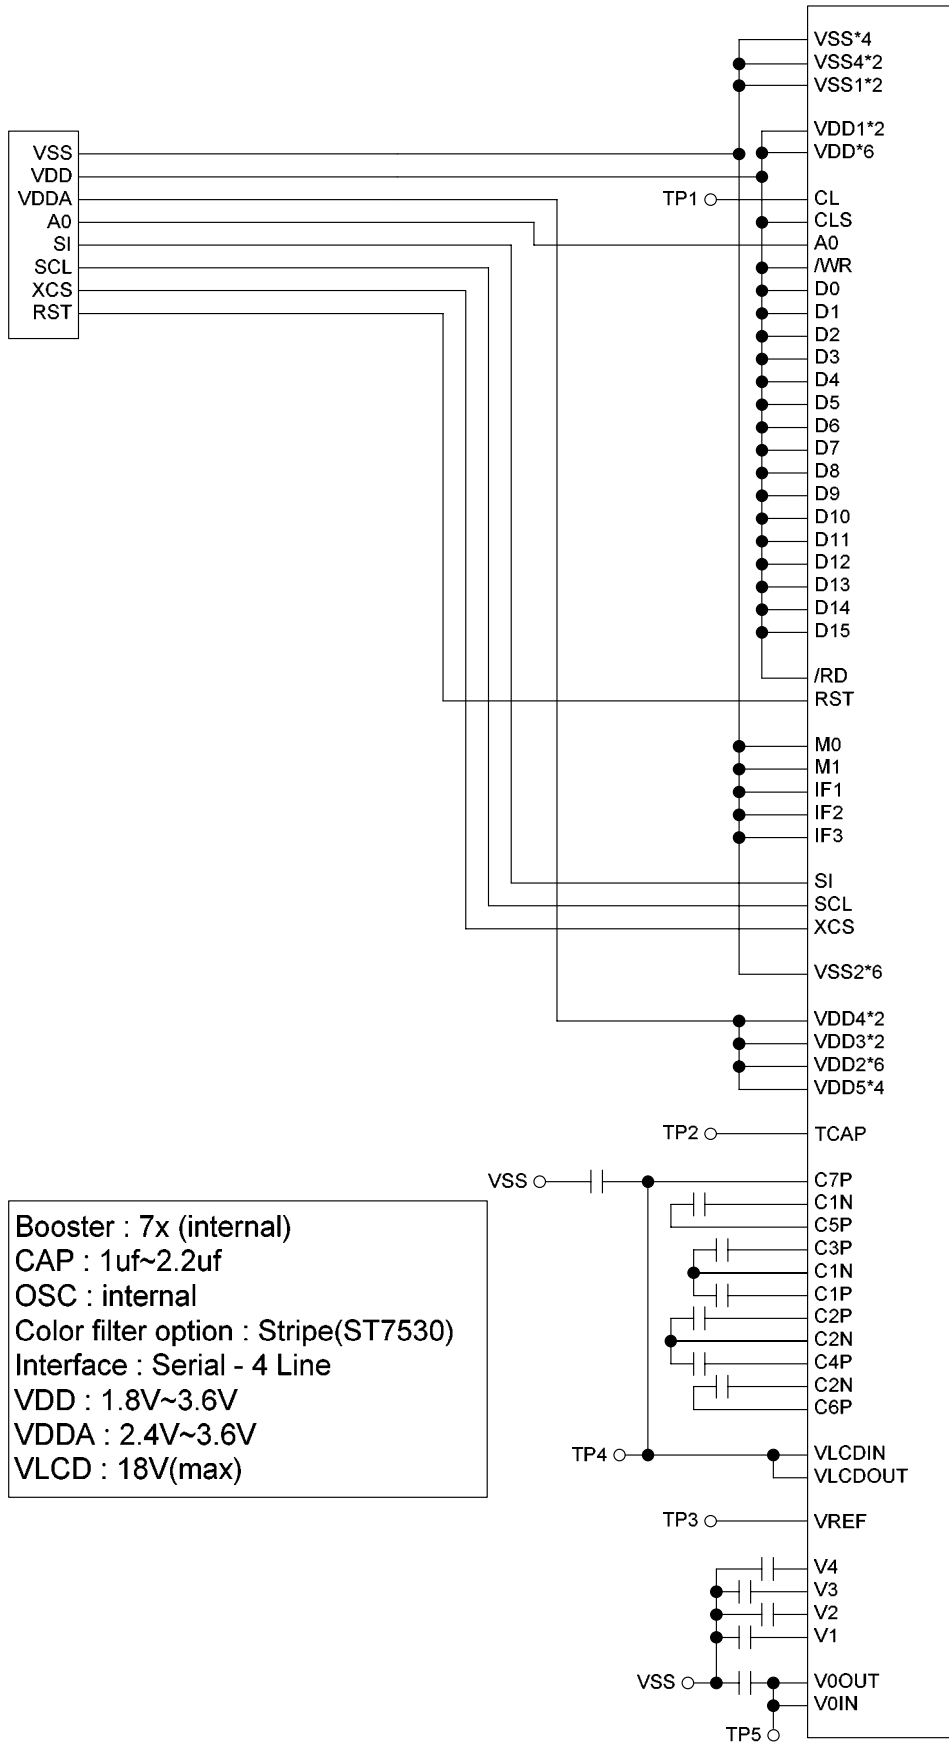 VSS*4
VSS4*2
VSS1*2
VDD1*2
VDD*6
VSS
VDD
VDDA
A0
SI
SCL
XCS
RST
TP1
CL
CLS
A0
/WR
D0
D1
D2
D3
D4
D5
D6
D7
D8
D9
D10
D11
D12
D13
D14
D15
/RD
RST
M0
M1
IF1
IF2
IF3
SI
SCL
XCS
VSS2*6
VDD4*2
VDD3*2
VDD2*6
VDD5*4
TP2
TCAP
VSS
C7P
C1N
C5P
C3P
C1N
C1P
C2P
C2N
C4P
C2N
C6P
Booster : 7x (internal)
CAP : 1uf~2.2uf
OSC : internal
Color filter option : Stripe(ST7530)
Interface : Serial - 4 Line
VDD : 1.8V~3.6V
VDDA : 2.4V~3.6V
VLCD : 18V(max)
TP4
VLCDIN
VLCDOUT
TP3
VREF
V4
V3
V2
V1
VSS
V0OUT
V0IN
TP5